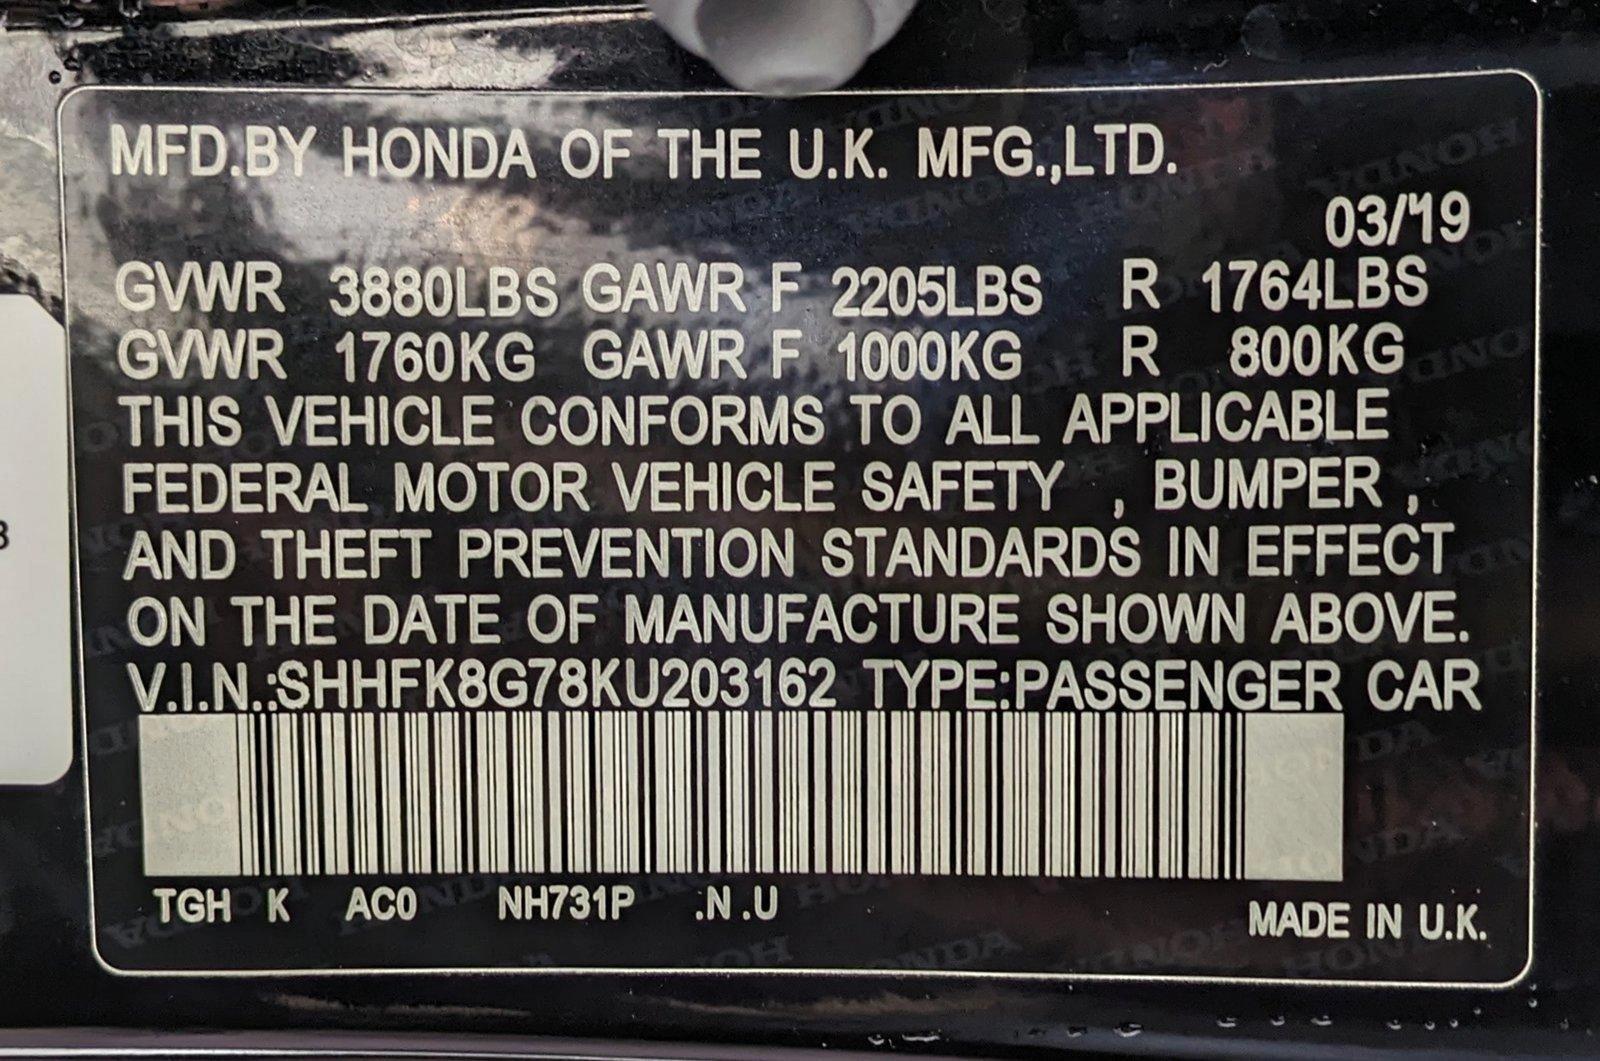 MFD.BY HONDA OF THE U.K. MFG.,LTD.
03/'19
GVWR 3880LBS GAWR F 2205LBS R 1764LBS
GVWR 1760KG GAWR F 1000KG R 800KG
THIS VEHICLE CONFORMS TO ALL APPLICABLE
FEDERAL MOTOR VEHICLE SAFETY , BUMPER ,
AND THEFT PREVENTION STANDARDS IN EFFECT
ON THE DATE OF MANUFACTURE SHOWN ABOVE.
V.I.N.:SHHFK8G78KU203162 TYPE:PASSENGER CAR
TGH K AC0 NH731P .N .U
MADE IN U.K.